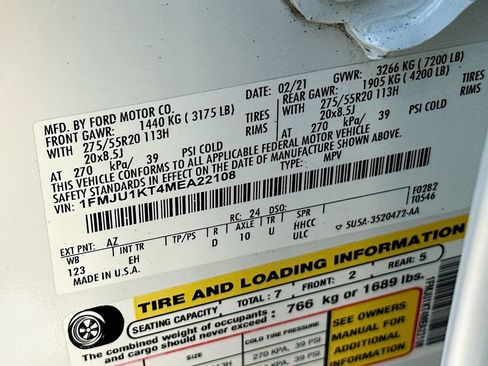 MFD. BY FORD MOTOR CO.
02/21 GVWR: 3266 KG (7200 LB)
FRONT GAWR: 1440 KG (3175 LB)
REAR GAWR: 1905 KG (4200 LB)
WITH 275/55R20 113H TIRES
WITH 275/55R20 113H TIRES
20x8.5J RIMS
20x8.5J RIMS
AT 270 kPa/ 39 PSI COLD
AT 270 kPa/ 39 PSI COLD
THIS VEHICLE CONFORMS TO ALL APPLICABLE FEDERAL MOTOR VEHICLE
SAFETY STANDARDS IN EFFECT ON THE DATE OF MANUFACTURE SHOWN ABOVE.
VIN: 1FMJU1KT4MEA22108
TYPE: MPV
F0282
T0546
EXT PNT: AZ RC: 24 DSO:
WB INT TR TP/PS R AXLE TR SPR
123 EH D 10 U HHCC
ULC
5U5A-3520472-AA
MADE IN U.S.A.
TIRE AND LOADING INFORMATION
SEATING CAPACITY TOTAL: 7 FRONT: 2 REAR: 5
The combined weight of occupants
and cargo should never exceed: 766 kg or 1689 lbs.
SIZE COLD TIRE PRESSURE
270 KPA, 39 PSI
SEE OWNERS
MANUAL FOR
ADDITIONAL
INFORMATION